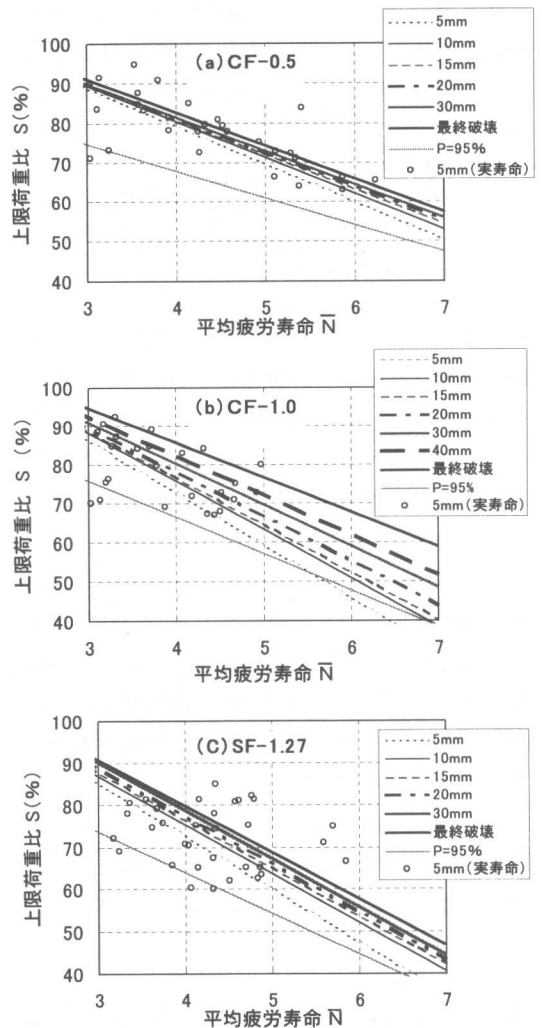 100
90
80
70
60
50
40
上限荷重比 S(%)
(a)CF-0.5
3 4 5 6 7
平均疲労寿命 N̄
5mm
10mm
15mm
20mm
30mm
最終破壊
P=95%
5mm(実寿命)
100
90
80
70
60
50
40
上限荷重比 S (%)
(b)CF-1.0
3 4 5 6 7
平均疲労寿命 N̄
5mm
10mm
15mm
20mm
30mm
40mm
最終破壊
P=95%
5mm(実寿命)
100
90
80
70
60
50
40
上限荷重比 S(%)
(C)SF-1.27
3 4 5 6 7
平均疲労寿命 N̄
5mm
10mm
15mm
20mm
30mm
最終破壊
P=95%
5mm(実寿命)